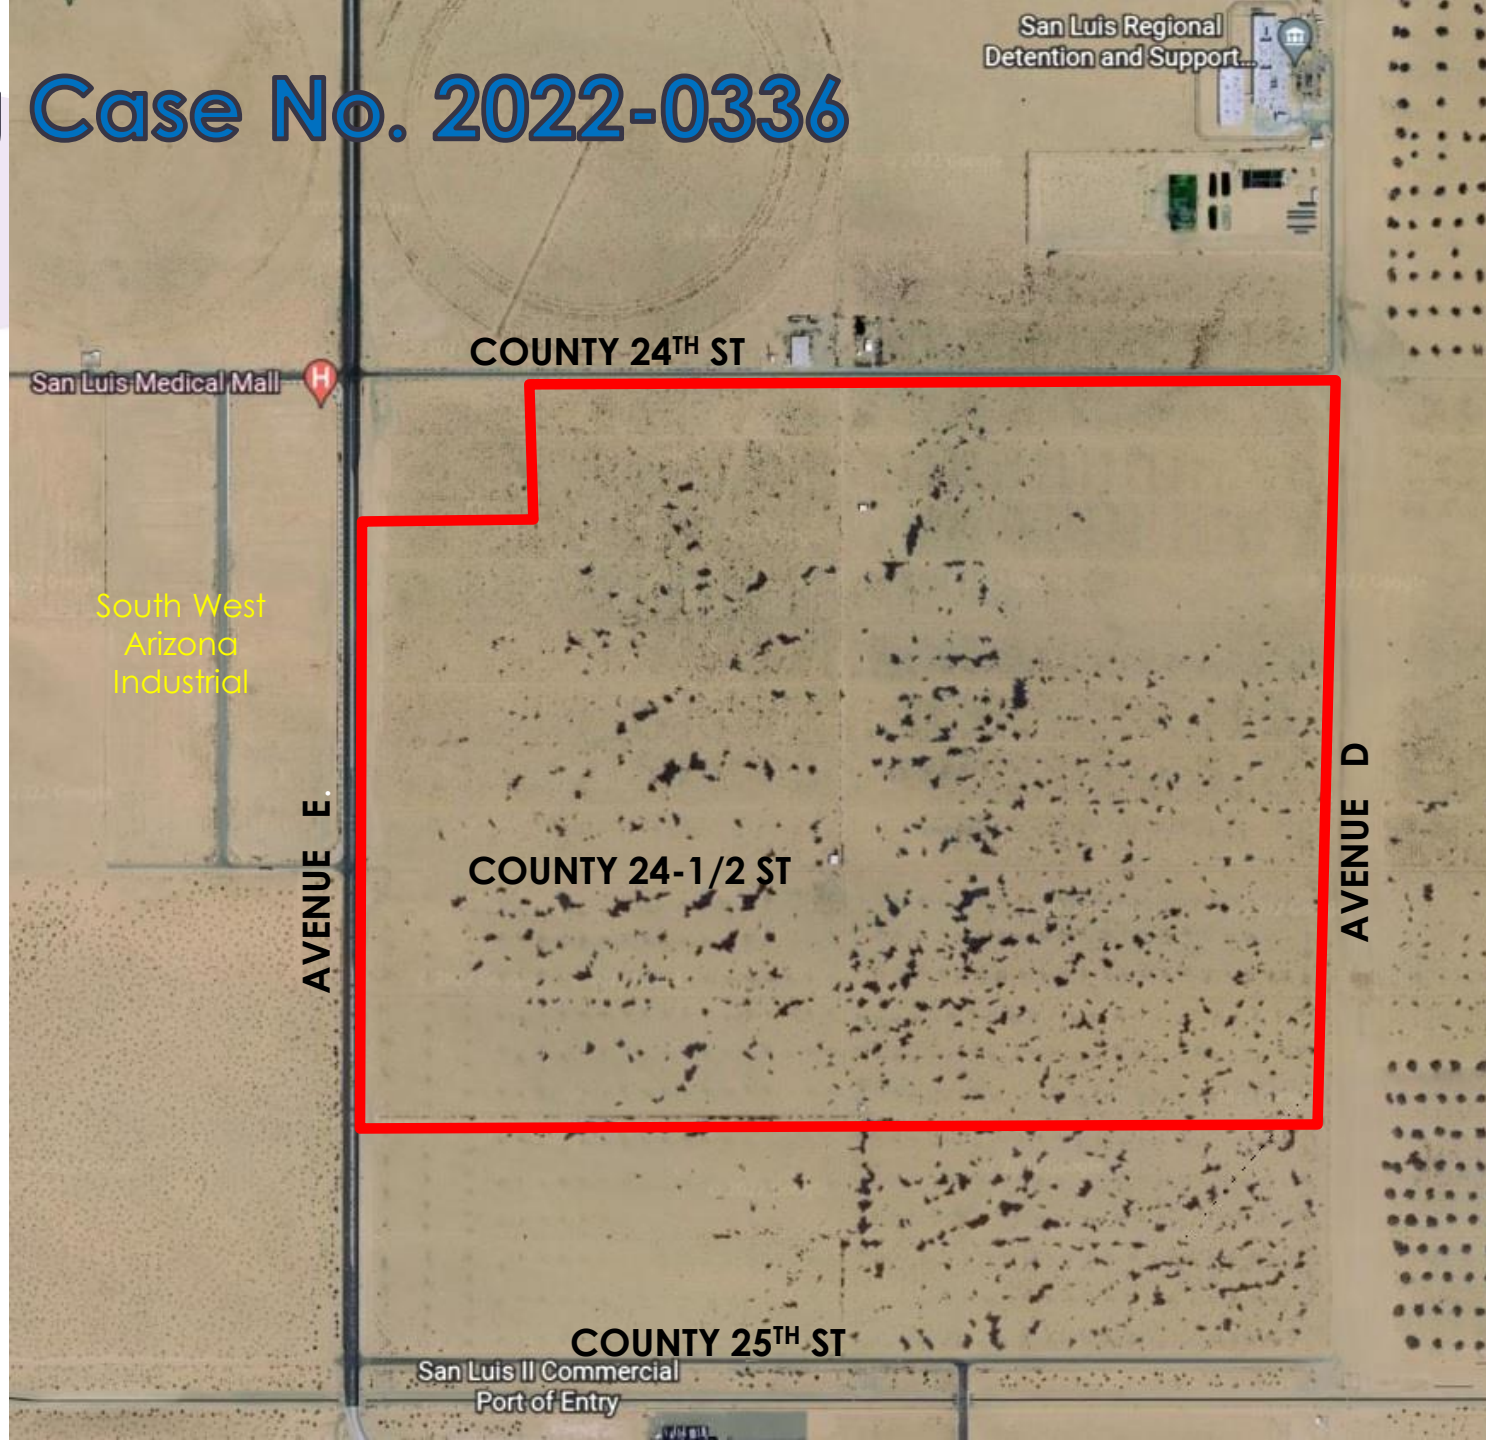 San Luis Regional
Detention and Support...
Case No. 2022-0336
COUNTY 24TH ST
San Luis Medical Mall
H
South West
Arizona
Industrial
AVENUE E.
AVENUE D
COUNTY 24-1/2 ST
COUNTY 25TH ST
San Luis II Commercial
Port of Entry